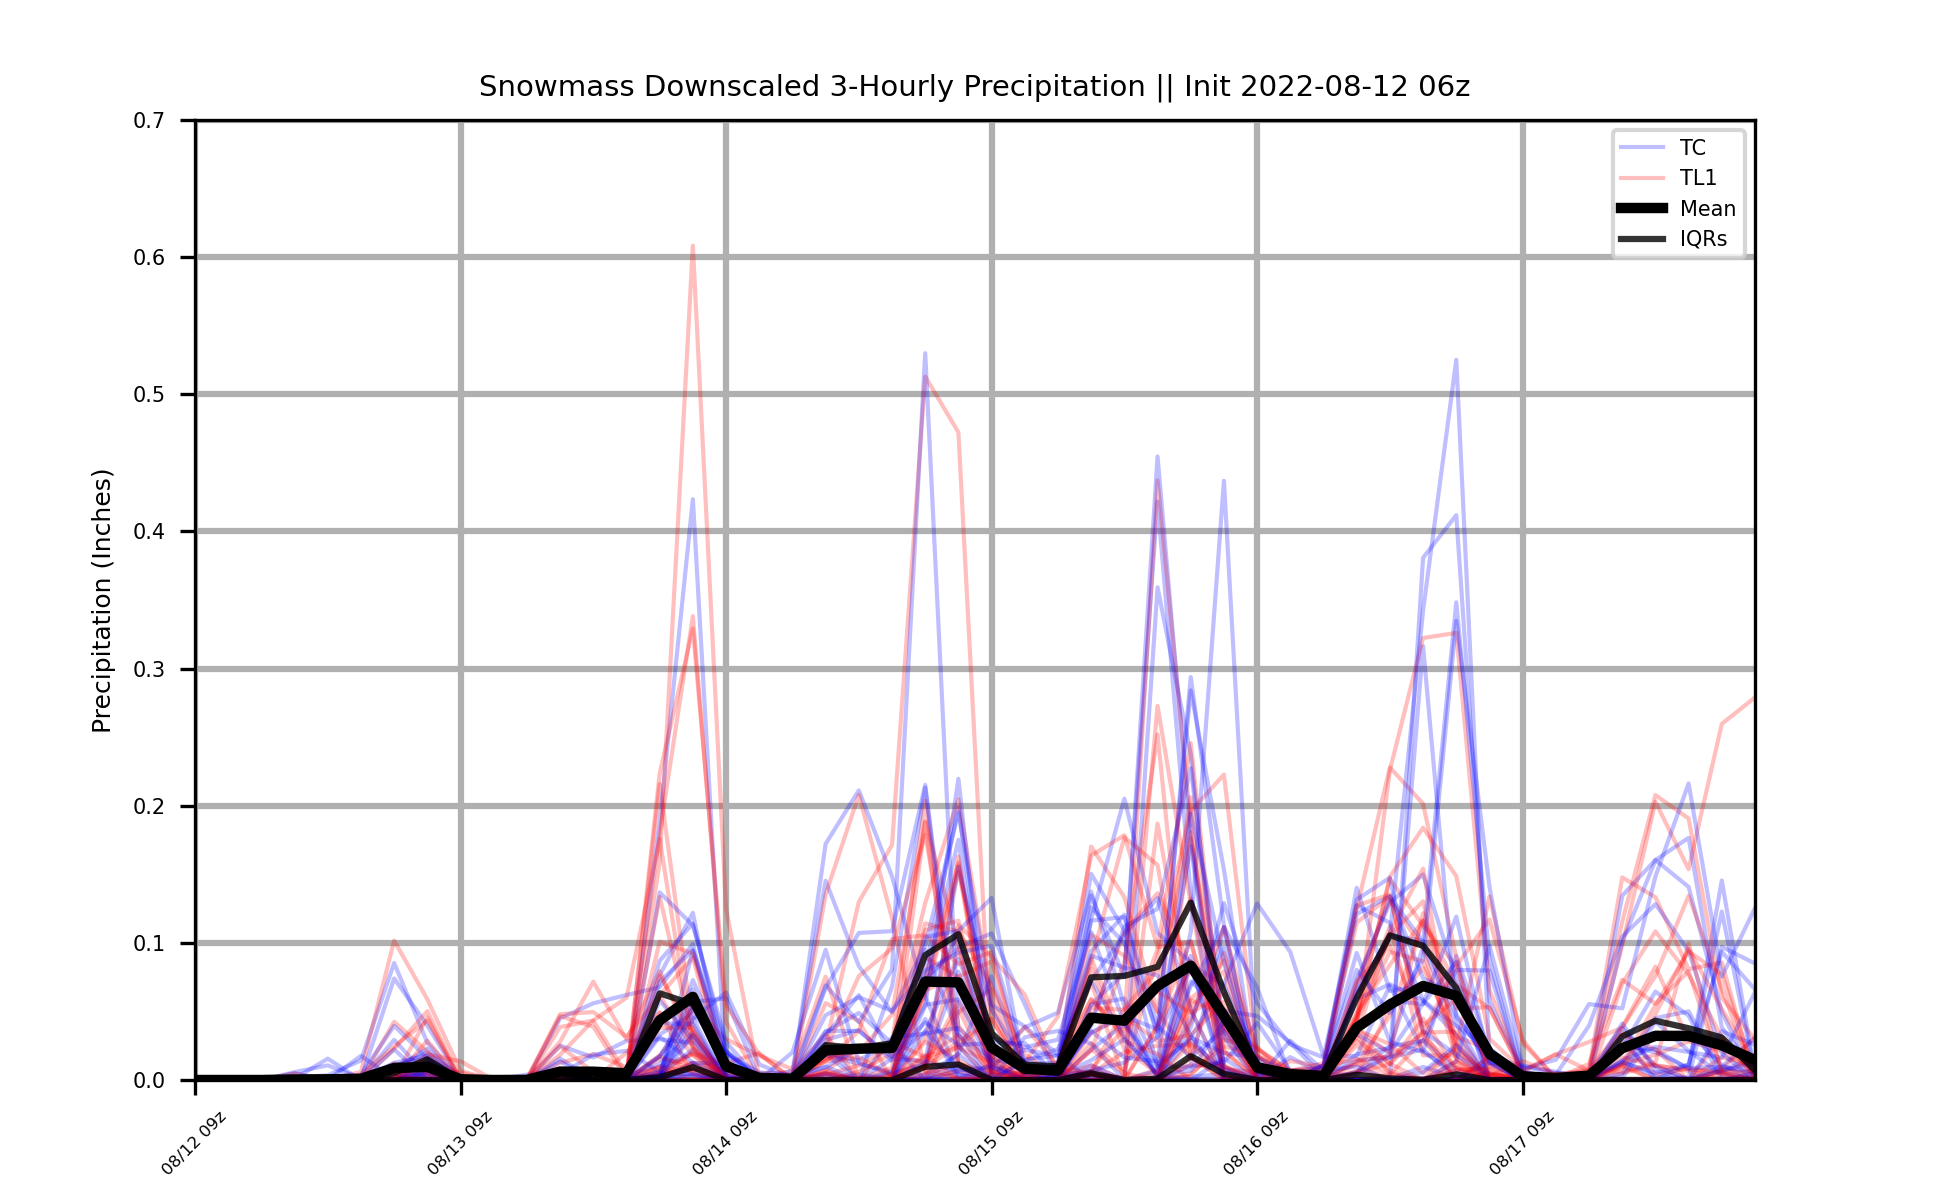 Snowmass Downscaled 3-Hourly Precipitation || Init 2022-08-12 06z
TC
TL1
Mean
IQRs
Precipitation (Inches)
0.7
0.6
0.5
0.4
0.3
0.2
0.1
0.0
08/12 09z
08/13 09z
08/14 09z
08/15 09z
08/16 09z
08/17 09z